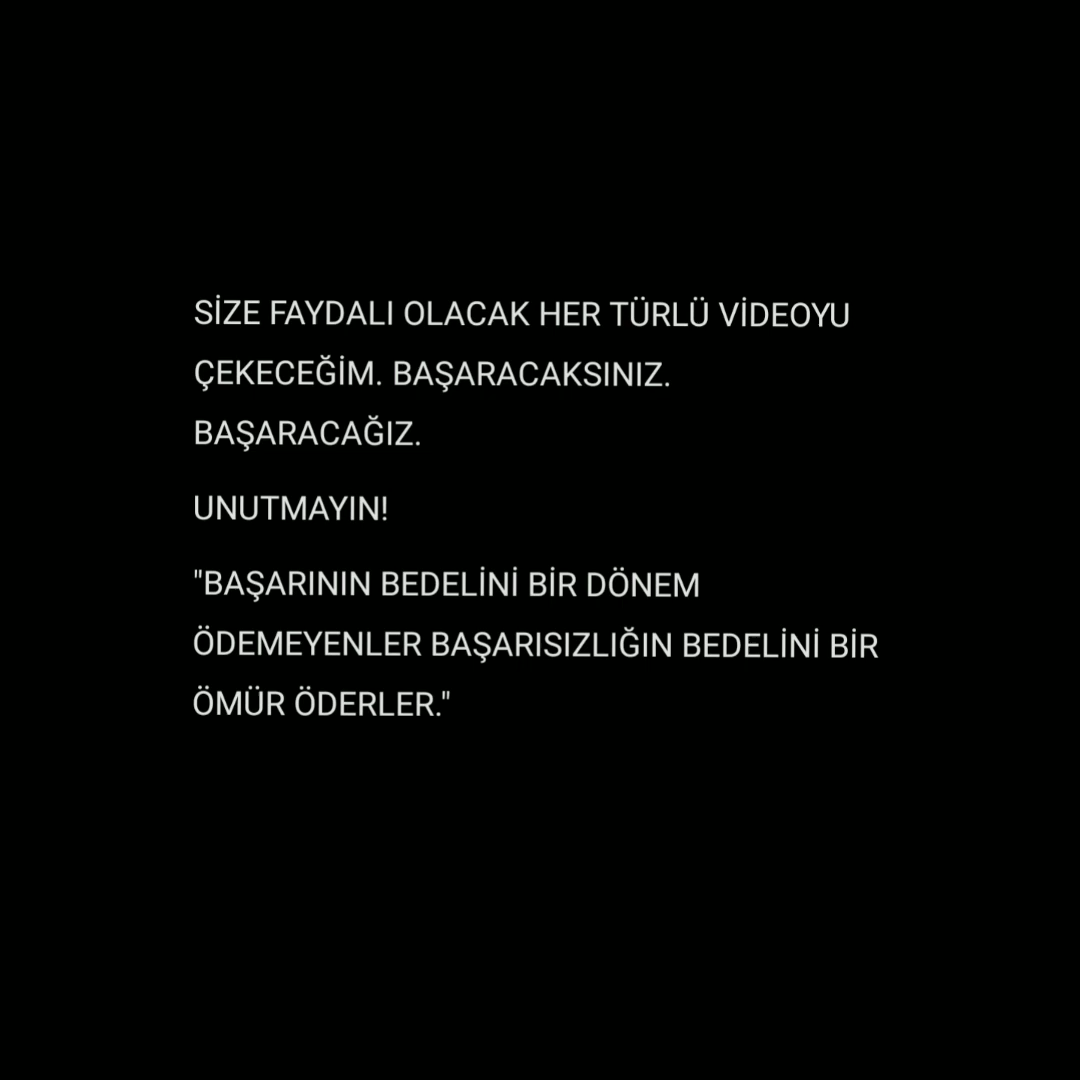 SİZE FAYDALI OLACAK HER TÜRLÜ VİDEOYU
ÇEKECEĞİM. BAŞARACAKSINIZ.
BAŞARACAĞIZ.
UNUTMAYIN!
"BAŞARININ BEDELİNİ BİR DÖNEM
ÖDEMEYENLER BAŞARISIZLIĞIN BEDELİNİ BİR
ÖMÜR ÖDERLER."